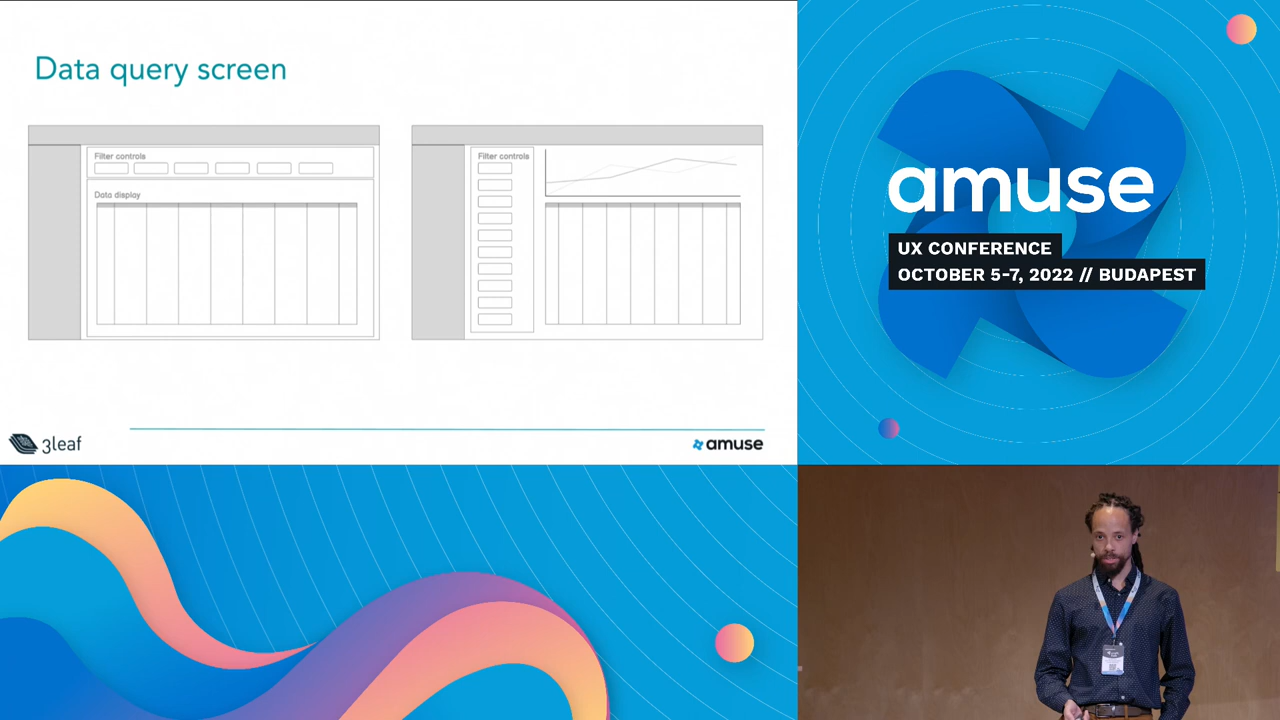 Data query screen
Filter controls
Data display
Filter controls
3leaf
amuse
amuse
UX CONFERENCE
OCTOBER 5-7, 2022 // BUDAPEST